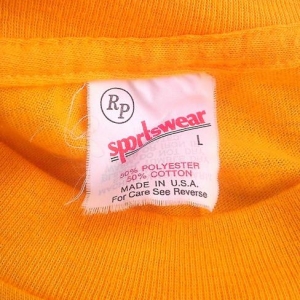 RP
sportswear
L
50% POLYESTER
50% COTTON
MADE IN U.S.A.
For Care See Reverse